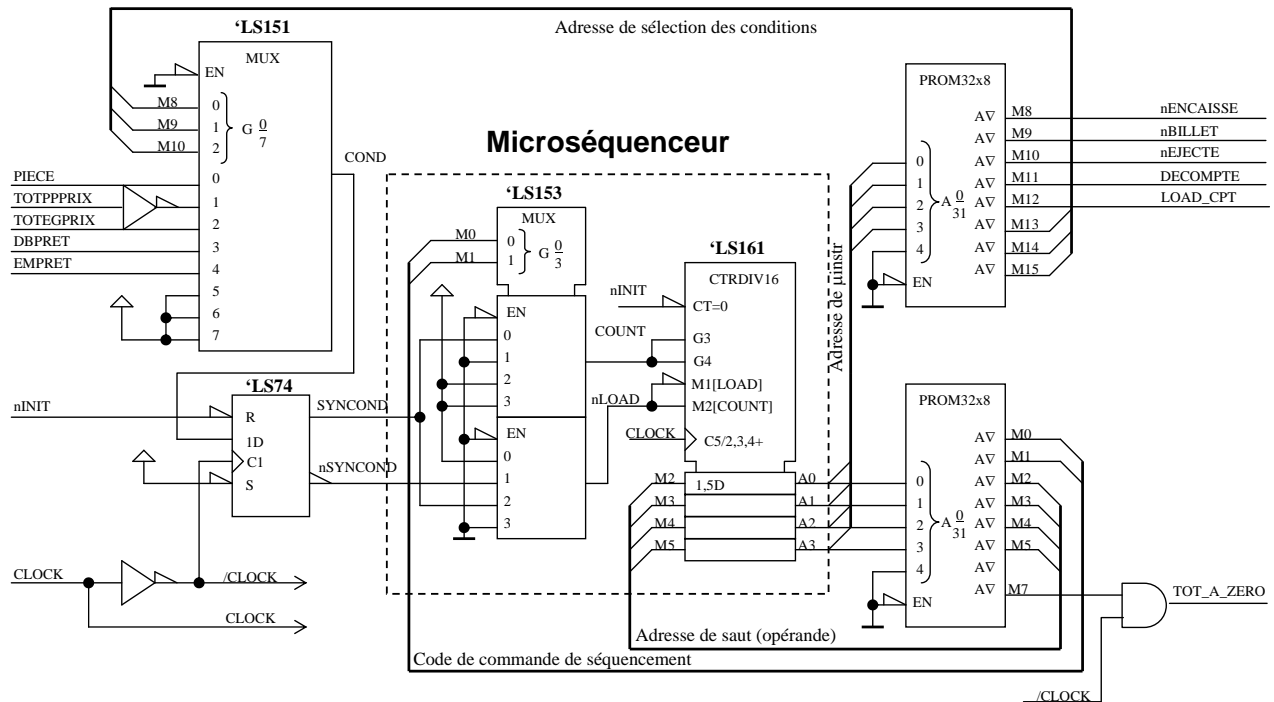 'LS151
Adresse de sélection des conditions
MUX
EN
M8
M9
M10
0
1
2
G 0/7
PIECE
TOTPPPRIX
TOTEGPRIX
DBPRET
EMPRET
0
1
2
3
4
5
6
7
COND
Microséquenceur
'LS153
MUX
M0
M1
0
1
G 0/3
EN
0
1
2
3
EN
0
1
2
3
'LS74
nINIT
R
1D
C1
S
SYNCOND
nSYNCOND
CLOCK
/CLOCK
CLOCK
'LS161
CTRDIV16
nINIT
CT=0
COUNT
G3
G4
M1[LOAD]
nLOAD
M2[COUNT]
CLOCK
C5/2,3,4+
M2
1,5D
A0
M3
A1
M4
A2
M5
A3
Adresse de µinstr
PROM32x8
0
1
2
3
4
A 0/31
EN
A∇
M8
nENCAISSE
A∇
M9
nBILLET
A∇
M10
nEJECTE
A∇
M11
DECOMPTE
A∇
M12
LOAD_CPT
A∇
M13
A∇
M14
A∇
M15
PROM32x8
0
1
2
3
4
A 0/31
EN
A∇
M0
A∇
M1
A∇
M2
A∇
M3
A∇
M4
A∇
M5
A∇
A∇
M7
TOT_A_ZERO
Adresse de saut (opérande)
Code de commande de séquencement
/CLOCK